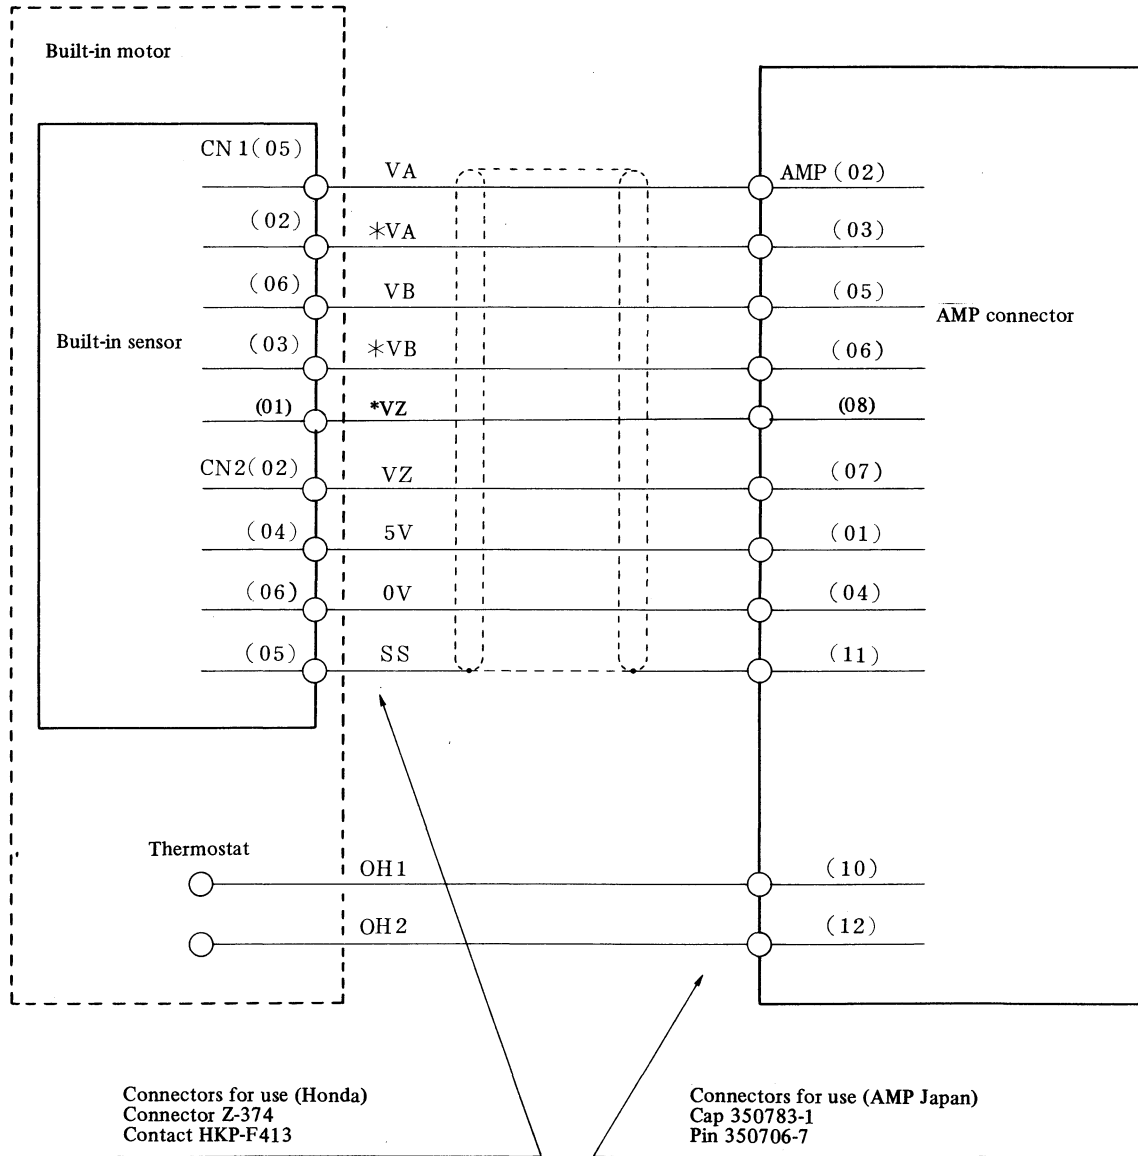 Built-in motor
CN1(05)
VA
AMP(02)
(02)
*VA
(03)
(06)
VB
(05)
AMP connector
Built-in sensor
(03)
*VB
(06)
(01)
*VZ
(08)
CN2(02)
VZ
(07)
(04)
5V
(01)
(06)
0V
(04)
(05)
SS
(11)
Thermostat
OH1
(10)
OH2
(12)
Connectors for use (Honda)
Connector Z-374
Contact HKP-F413
Connectors for use (AMP Japan)
Cap 350783-1
Pin 350706-7